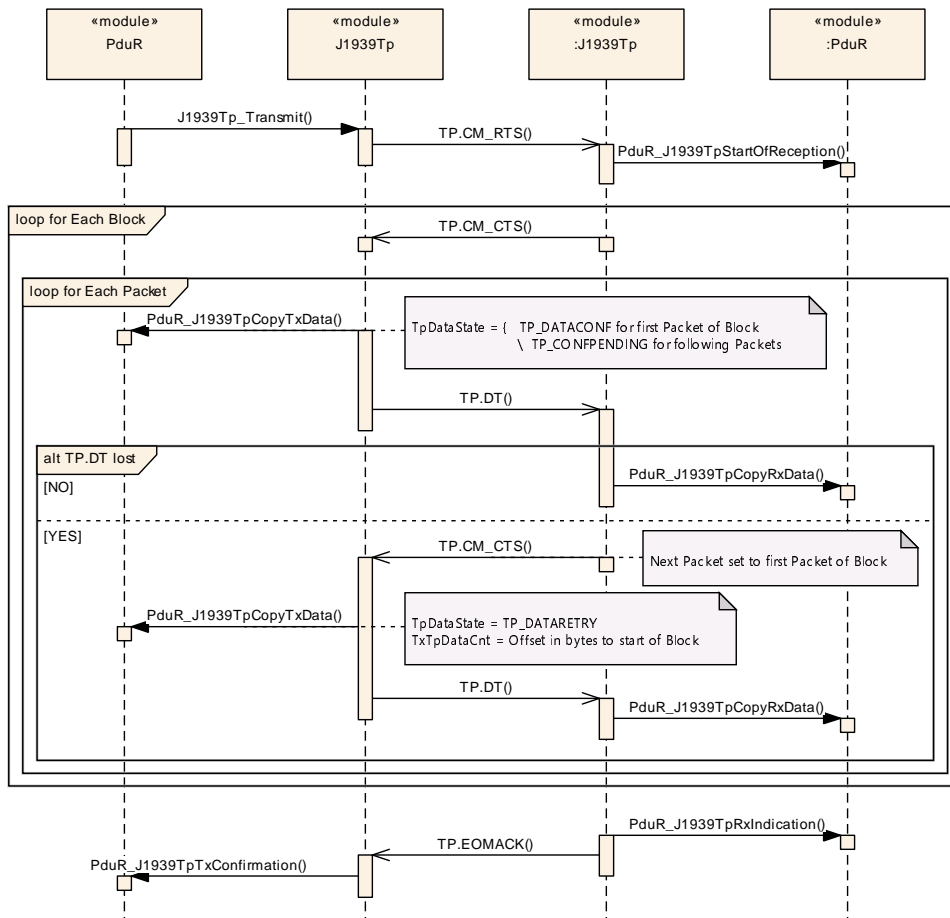 «module»
PduR
«module»
J1939Tp
«module»
:J1939Tp
«module»
:PduR
J1939Tp_Transmit()
TP.CM_RTS()
PduR_J1939TpStartOfReception()
loop for Each Block
TP.CM_CTS()
loop for Each Packet
PduR_J1939TpCopyTxData()
TpDataState = { TP_DATACONF for first Packet of Block
\ TP_CONFPENDING for following Packets
TP.DT()
alt TP.DT lost
[NO]
PduR_J1939TpCopyRxData()
[YES]
TP.CM_CTS()
Next Packet set to first Packet of Block
PduR_J1939TpCopyTxData()
TpDataState = TP_DATARETRY
TxTpDataCnt = Offset in bytes to start of Block
TP.DT()
PduR_J1939TpCopyRxData()
PduR_J1939TpRxIndication()
TP.EOMACK()
PduR_J1939TpTxConfirmation()